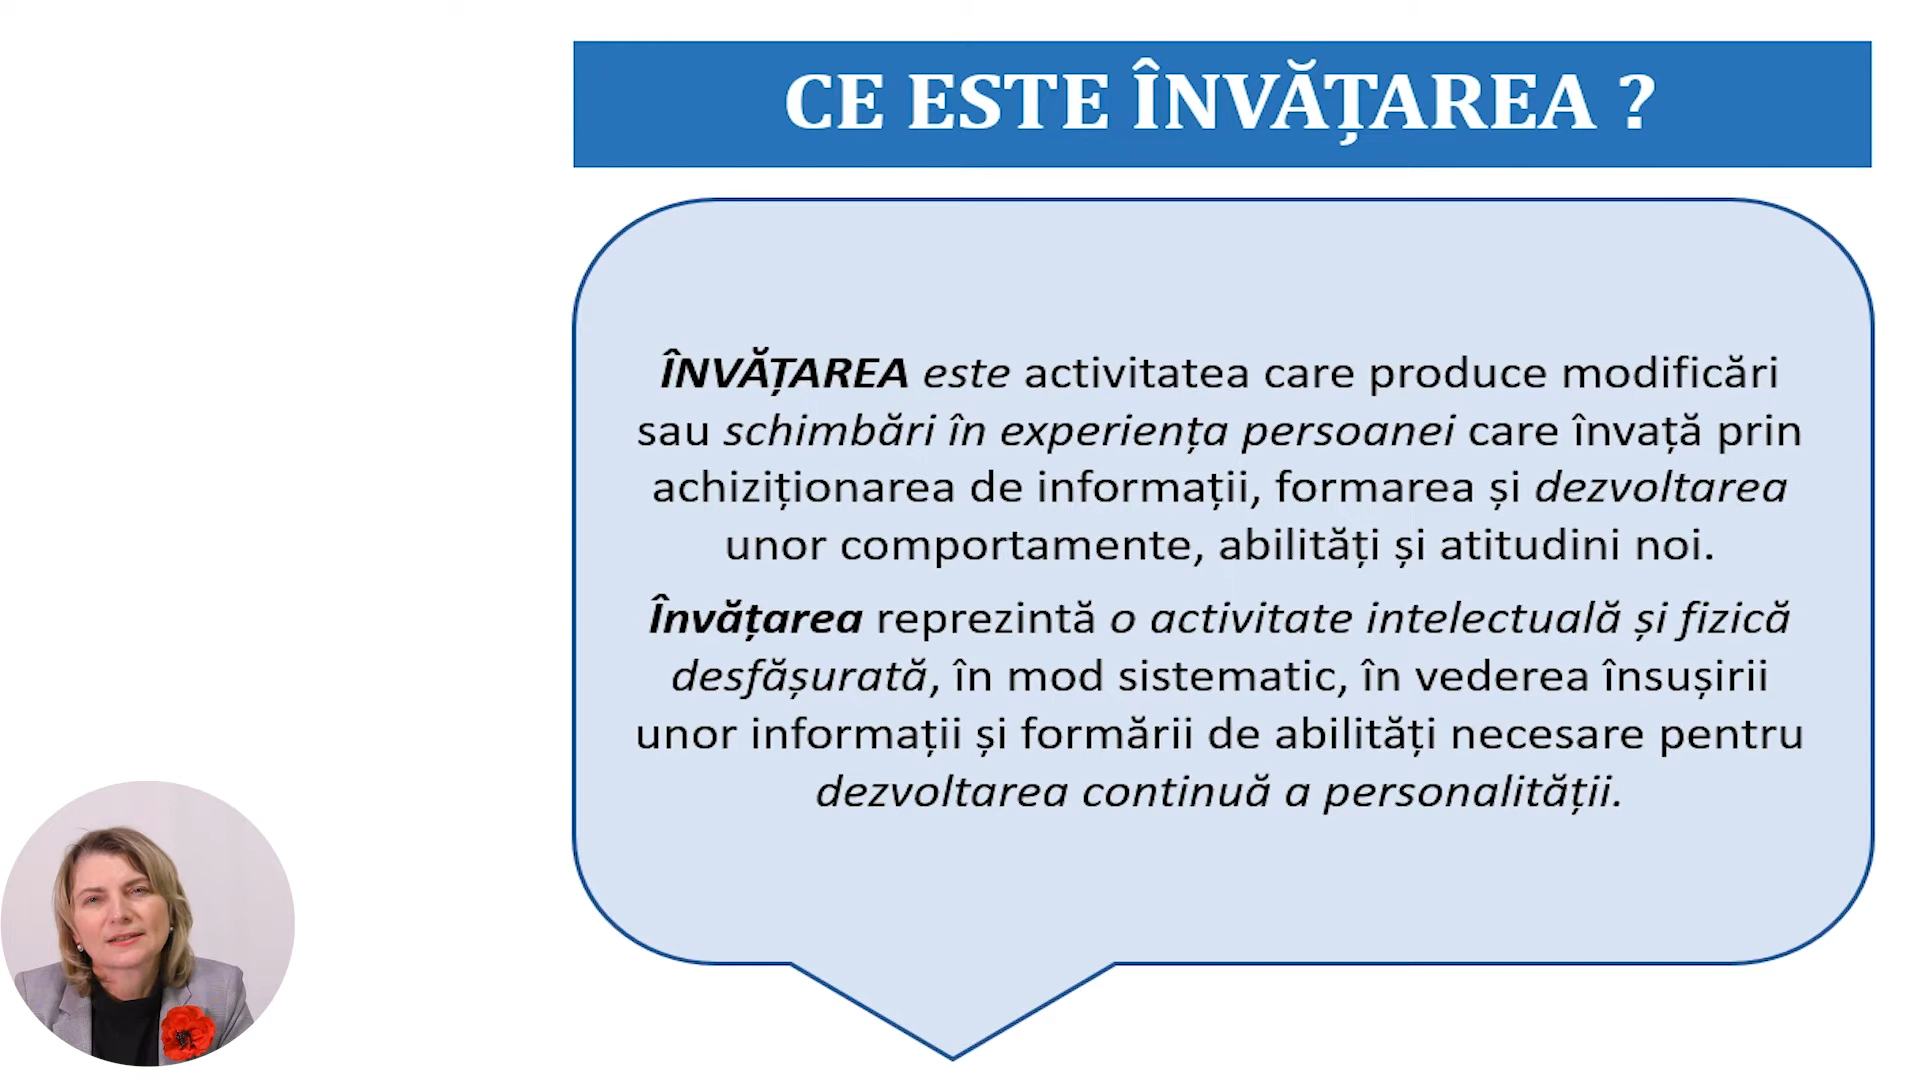 CE ESTE ÎNVĂȚAREA ?
ÎNVĂȚAREA este activitatea care produce modificări
sau schimbări în experiența persoanei care învață prin
achiziționarea de informații, formarea și dezvoltarea
unor comportamente, abilități și atitudini noi.
Învățarea reprezintă o activitate intelectuală și fizică
desfășurată, în mod sistematic, în vederea însușirii
unor informații și formării de abilități necesare pentru
dezvoltarea continuă a personalității.